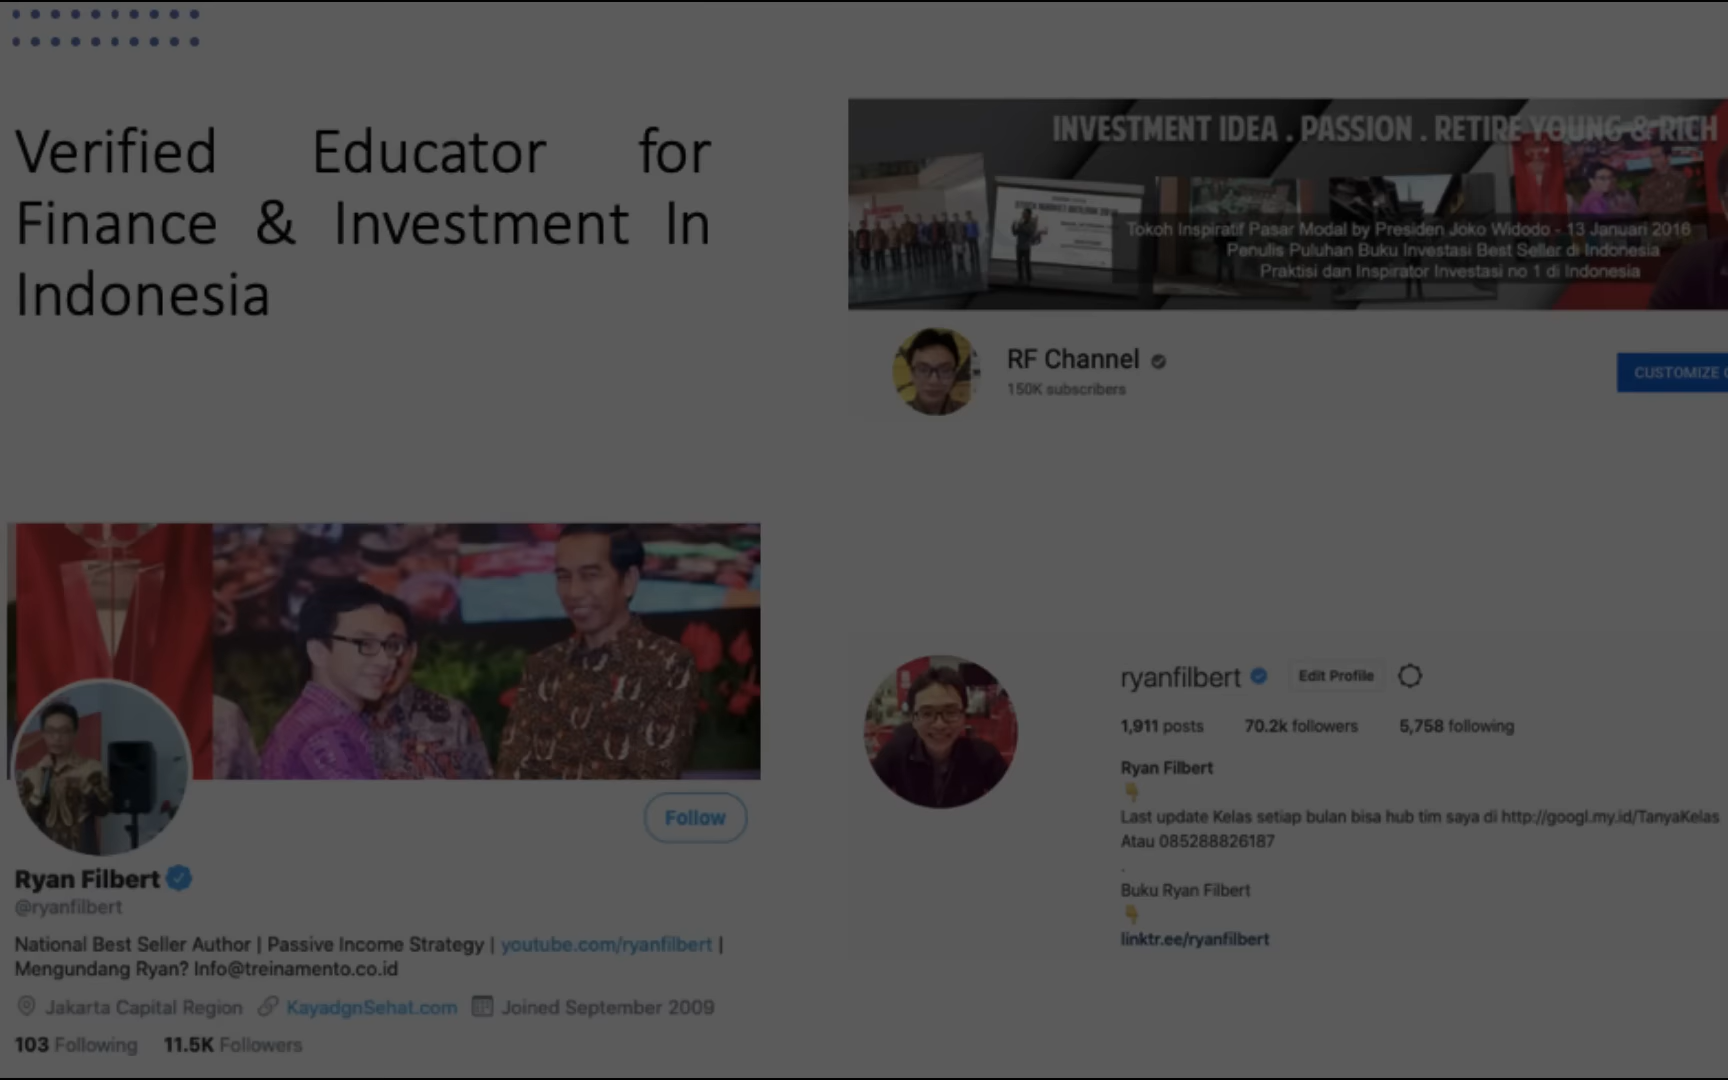 Verified Educator for
Finance & Investment In
Indonesia
INVESTMENT IDEA . PASSION . RETIRE YOUNG & RICH
STOCK MARKET OUTLOOK
Tokoh Inspiratif Pasar Modal by Presiden Joko Widodo - 13 Januari 2016
Penulis Puluhan Buku Investasi Best Seller di Indonesia
Praktisi dan Inspirator Investasi no 1 di Indonesia
RF Channel
150K subscribers
CUSTOMIZE
Follow
Ryan Filbert
@ryanfilbert
National Best Seller Author | Passive Income Strategy | youtube.com/ryanfilbert |
Mengundang Ryan? Info@treinamento.co.id
Jakarta Capital Region KayadgnSehat.com Joined September 2009
103 Following 11.5K Followers
ryanfilbert Edit Profile
1,911 posts 70.2k followers 5,758 following
Ryan Filbert
Last update Kelas setiap bulan bisa hub tim saya di http://googl.my.id/TanyaKelas
Atau 085288826187
.
Buku Ryan Filbert
linktr.ee/ryanfilbert